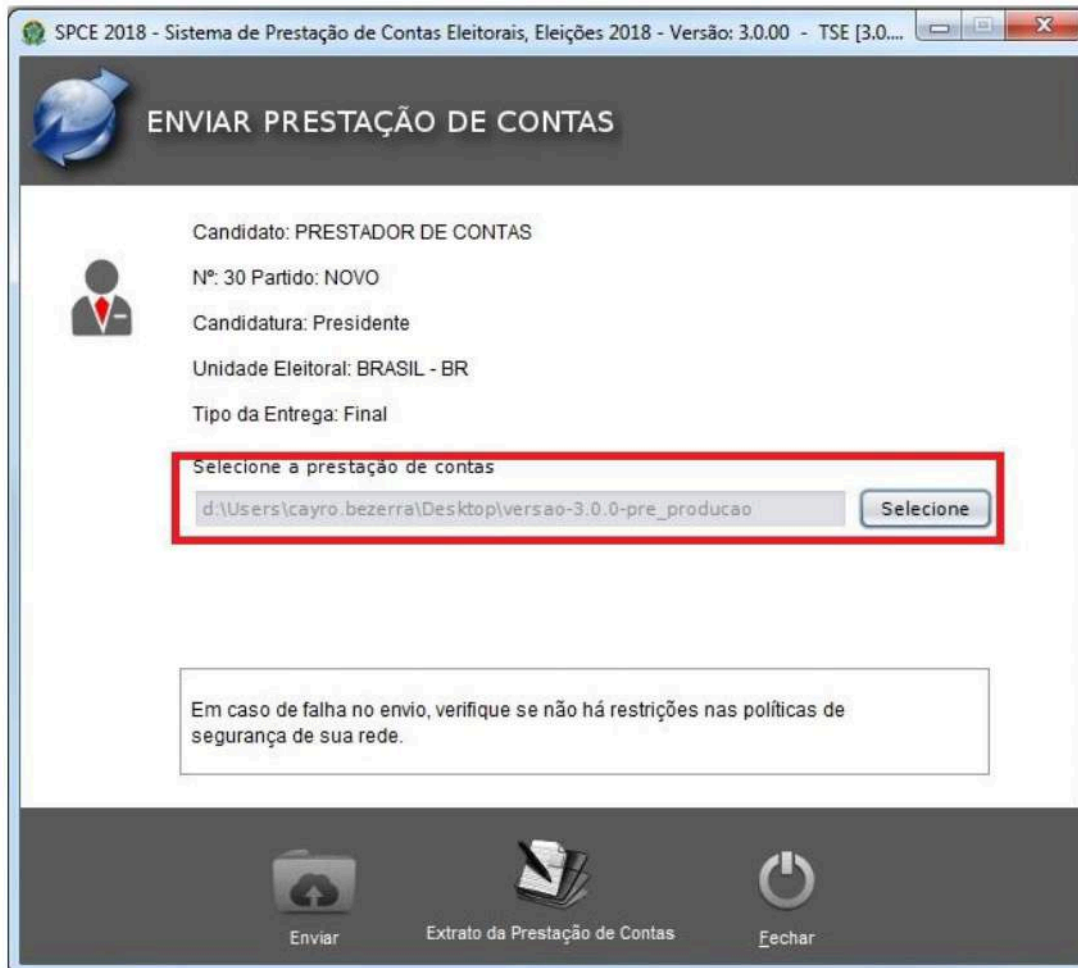 SPCE 2018 - Sistema de Prestação de Contas Eleitorais, Eleições 2018 - Versão: 3.0.00 - TSE [3.0....
ENVIAR PRESTAÇÃO DE CONTAS
Candidato: PRESTADOR DE CONTAS
Nº: 30 Partido: NOVO
Candidatura: Presidente
Unidade Eleitoral: BRASIL - BR
Tipo da Entrega: Final
Selecione a prestação de contas
d:\Users\cayro.bezerra\Desktop\versao-3.0.0-pre_producao Selecione
Em caso de falha no envio, verifique se não há restrições nas políticas de
segurança de sua rede.
Enviar Extrato da Prestação de Contas Fechar